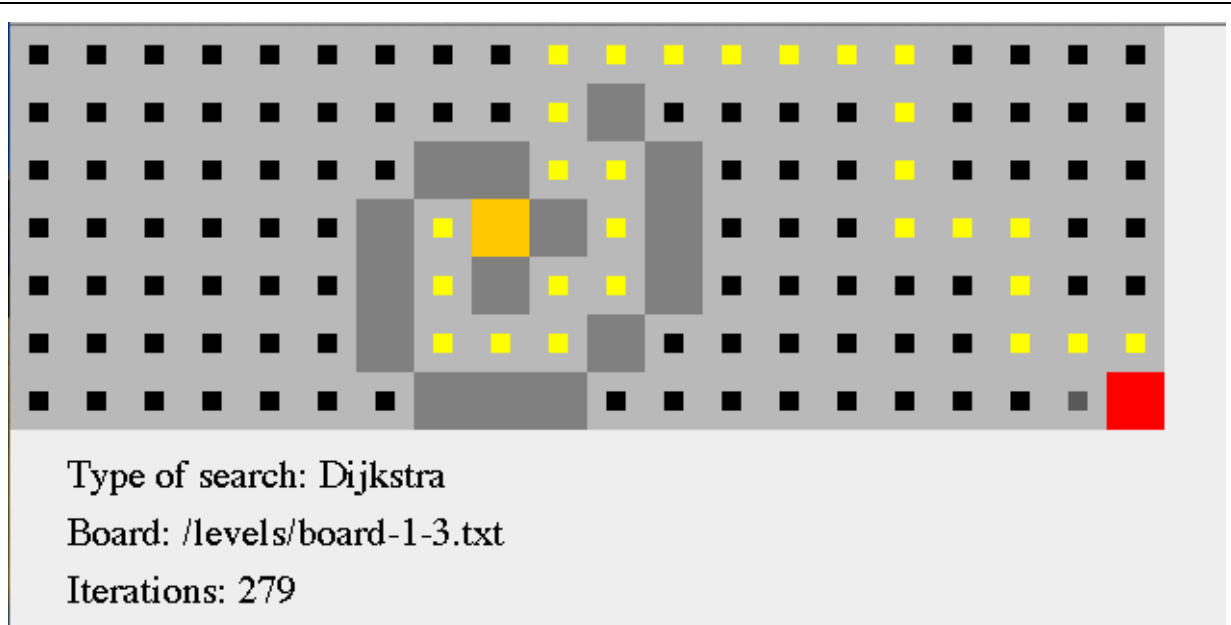 Type of search: Dijkstra
Board: /levels/board-1-3.txt
Iterations: 279